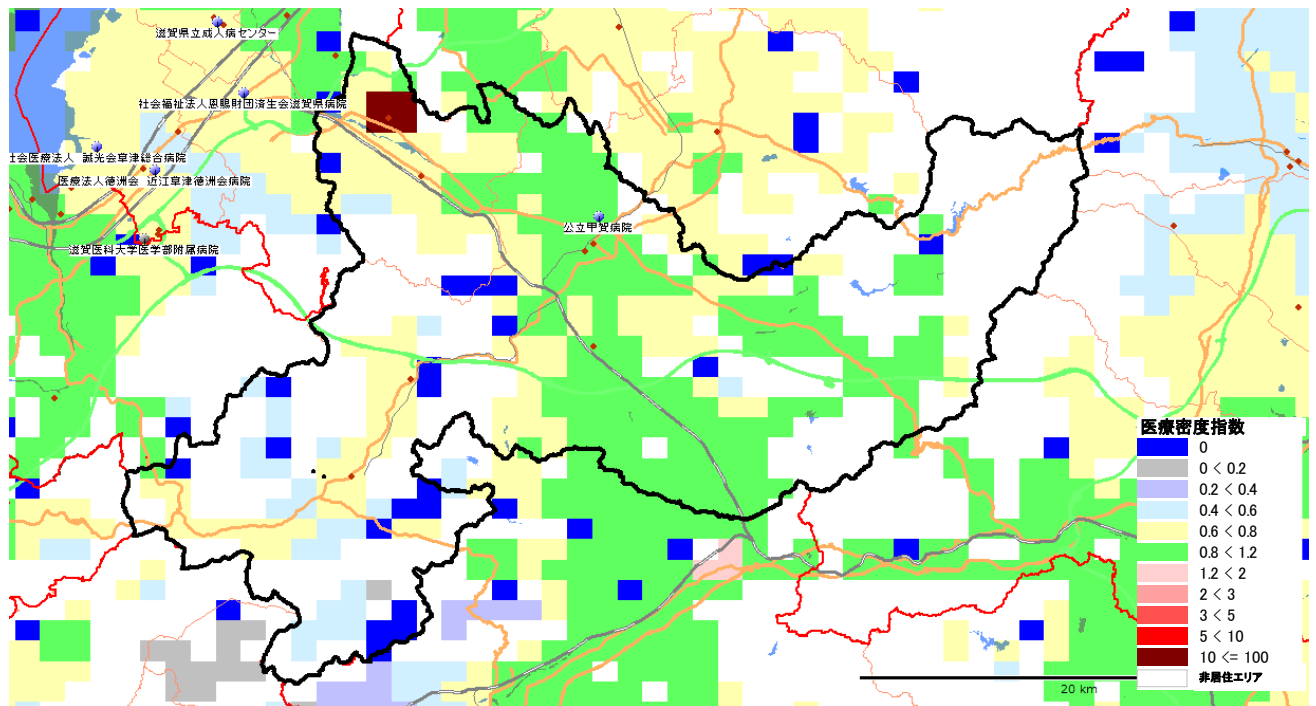 滋賀県立成人病センター
社会福祉法人恩賜財団済生会滋賀県病院
社会医療法人 誠光会草津総合病院
医療法人徳洲会 近江草津徳洲会病院
公立甲賀病院
滋賀医科大学医学部附属病院
医療密度指数
0
0 < 0.2
0.2 < 0.4
0.4 < 0.6
0.6 < 0.8
0.8 < 1.2
1.2 < 2
2 < 3
3 < 5
5 < 10
10 <= 100
非居住エリア
20 km